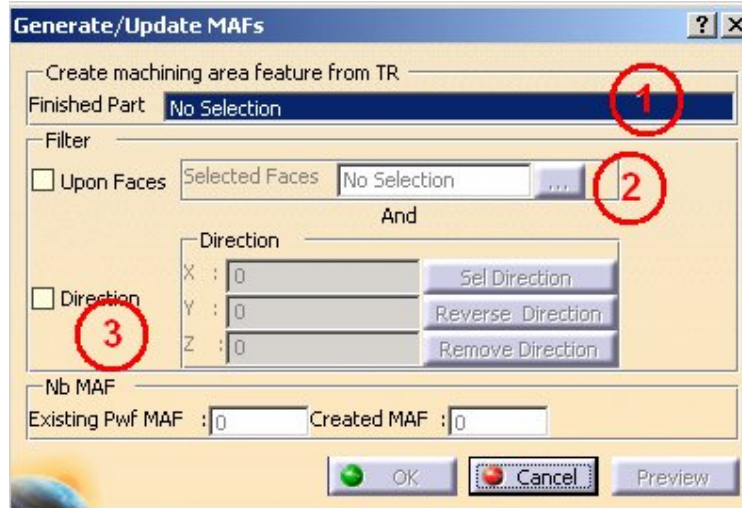 Generate/Update MAFs ? X
Create machining area feature from TR
Finished Part No Selection 1
Filter
Upon Faces Selected Faces No Selection ... 2
And
Direction
X : 0 Sel Direction
Direction Y : 0 Reverse Direction
3
Z : 0 Remove Direction
Nb MAF
Existing Pwf MAF : 0 Created MAF : 0
OK Cancel Preview